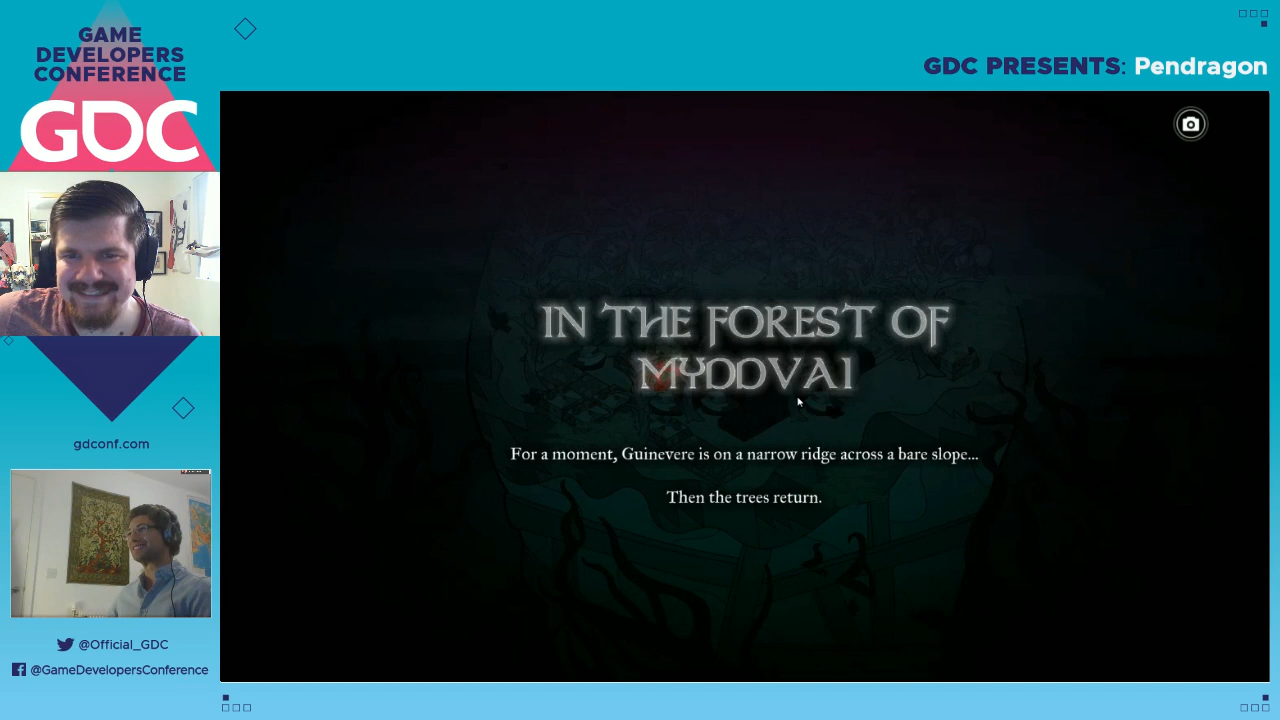 GAME
DEVELOPERS
CONFERENCE
GDC
GDC PRESENTS: Pendragon
IN THE FOREST OF
MYDDVAI
For a moment, Guinevere is on a narrow ridge across a bare slope...
Then the trees return.
gdconf.com
@Official_GDC
@GameDevelopersConference